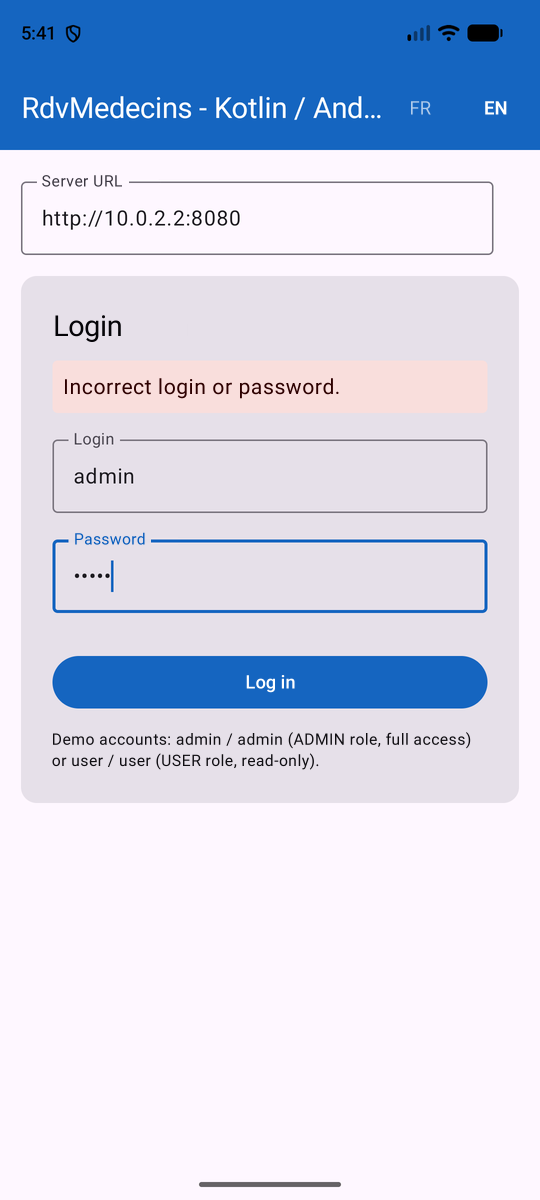 5:41
RdvMedecins - Kotlin / And...
FR
EN
Server URL
http://10.0.2.2:8080
Login
Incorrect login or password.
Login
admin
Password
•••••
Log in
Demo accounts: admin / admin (ADMIN role, full access)
or user / user (USER role, read-only).